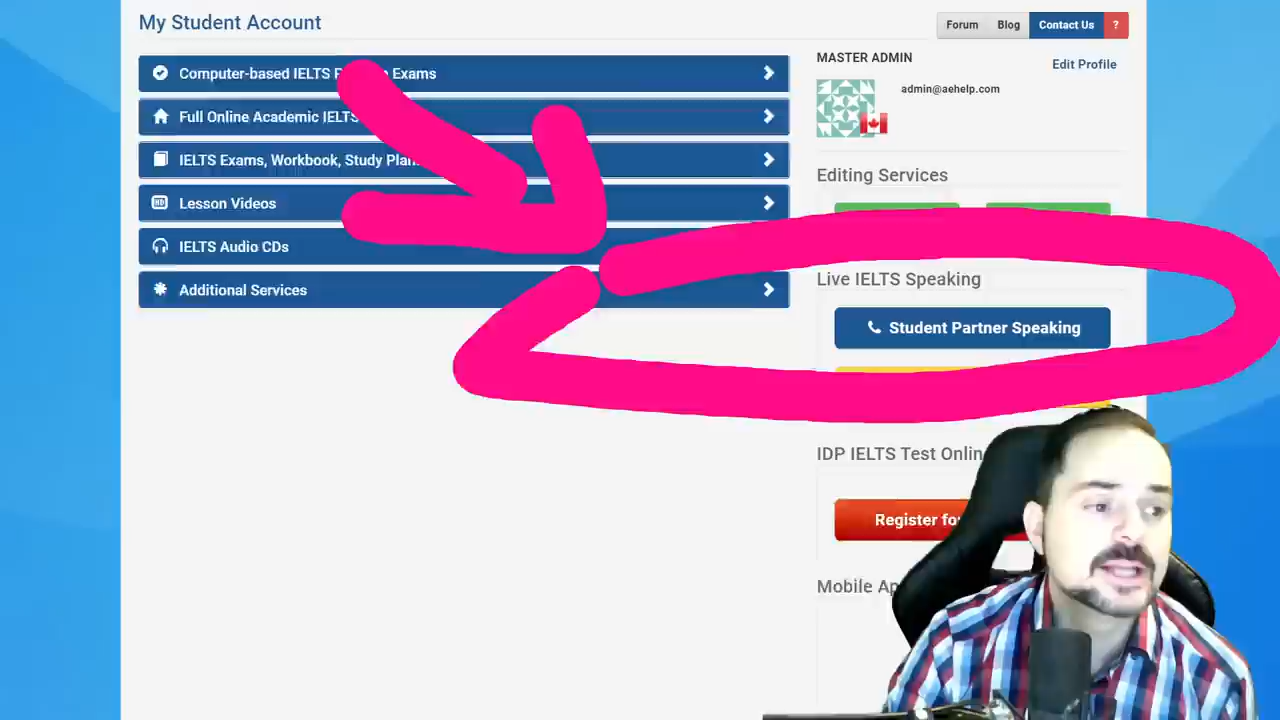 My Student Account
Forum
Blog
Contact Us
?
Computer-based IELTS Exams
Full Online Academic IELTS
IELTS Exams, Workbook, Study Plan
Lesson Videos
IELTS Audio CDs
Additional Services
MASTER ADMIN
Edit Profile
admin@aehelp.com
Editing Services
Live IELTS Speaking
Student Partner Speaking
IDP IELTS Test Onlin
Register for
Mobile Ap